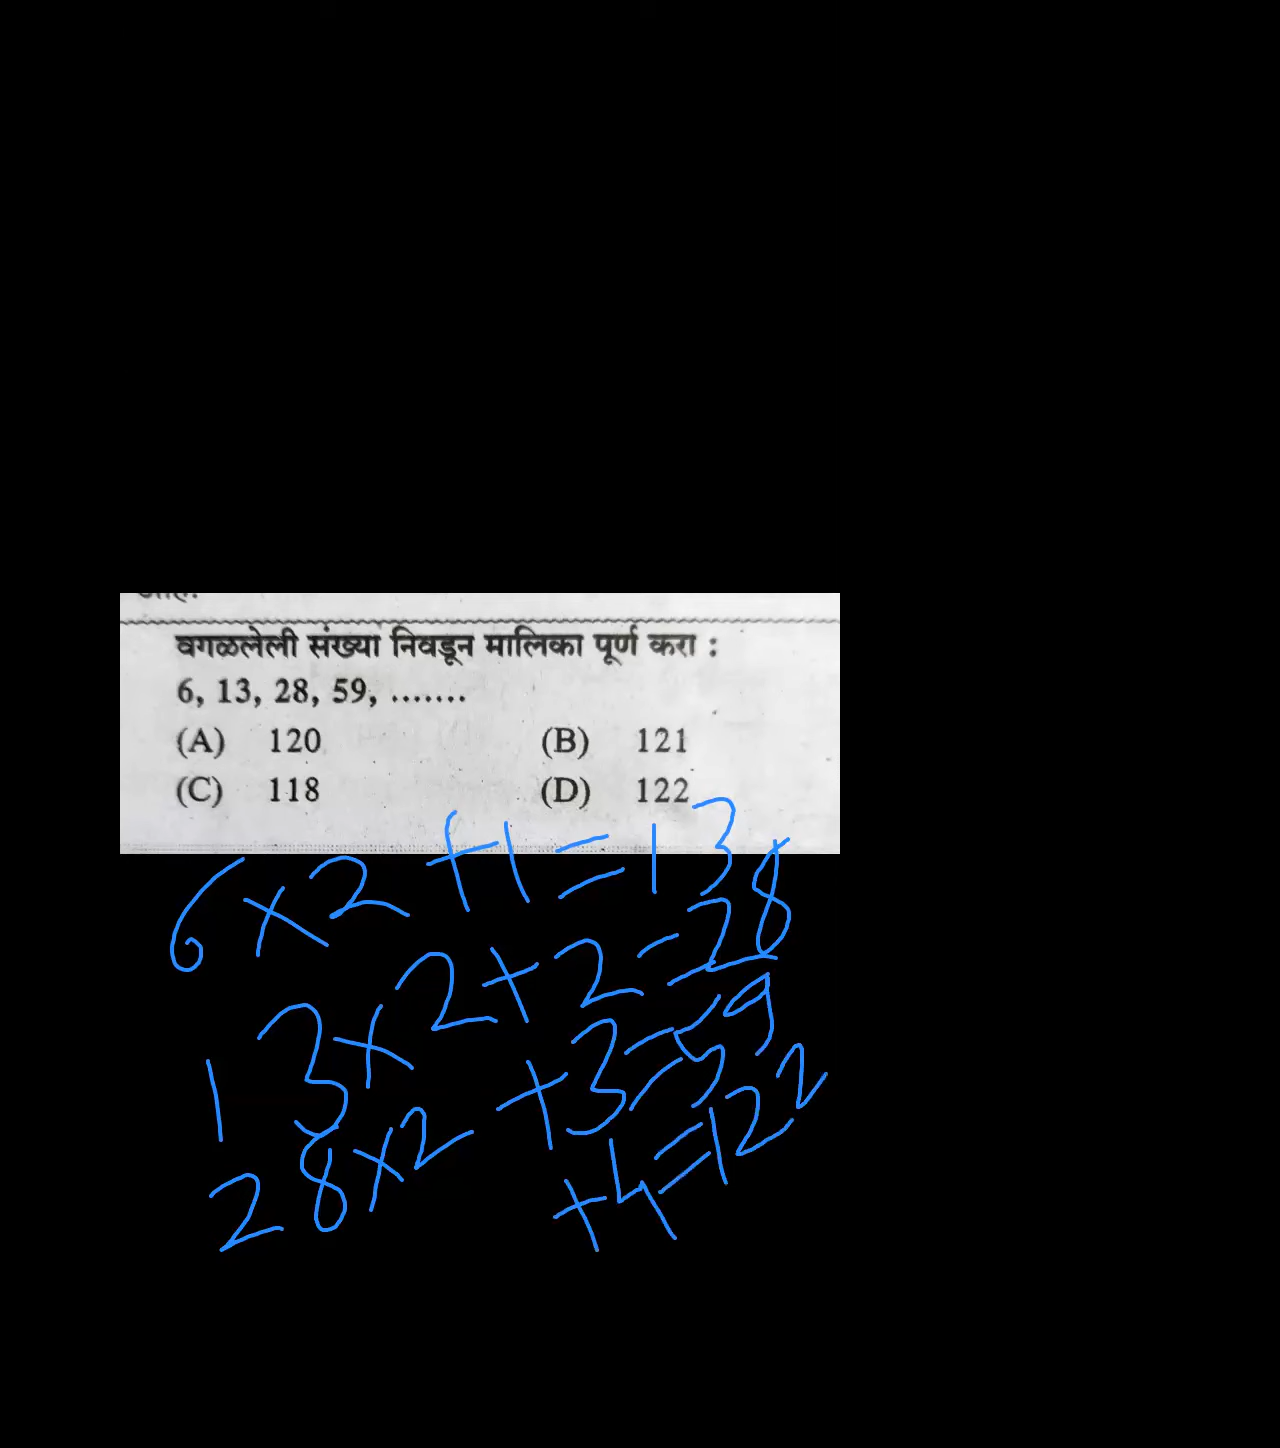 वगळलेली संख्या निवडून मालिका पूर्ण करा :
6, 13, 28, 59, .......
(A) 120 (B) 121
(C) 118 (D) 122
6 x 2 + 1 = 13
13 x 2 + 2 = 28
28 x 2 + 3 = 59
+ 4 = 122